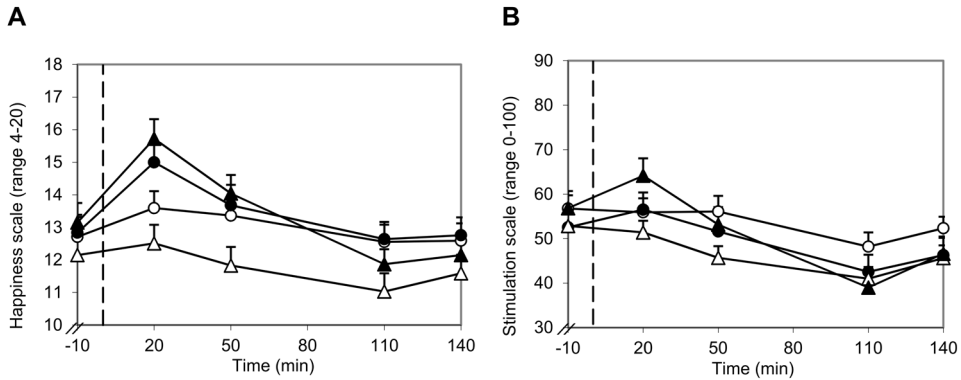 A
Happiness scale (range 4-20)
18
17
16
15
14
13
12
11
10
-10 20 50 80 110 140
Time (min)
B
Stimulation scale (range 0-100)
90
80
70
60
50
40
30
-10 20 50 80 110 140
Time (min)